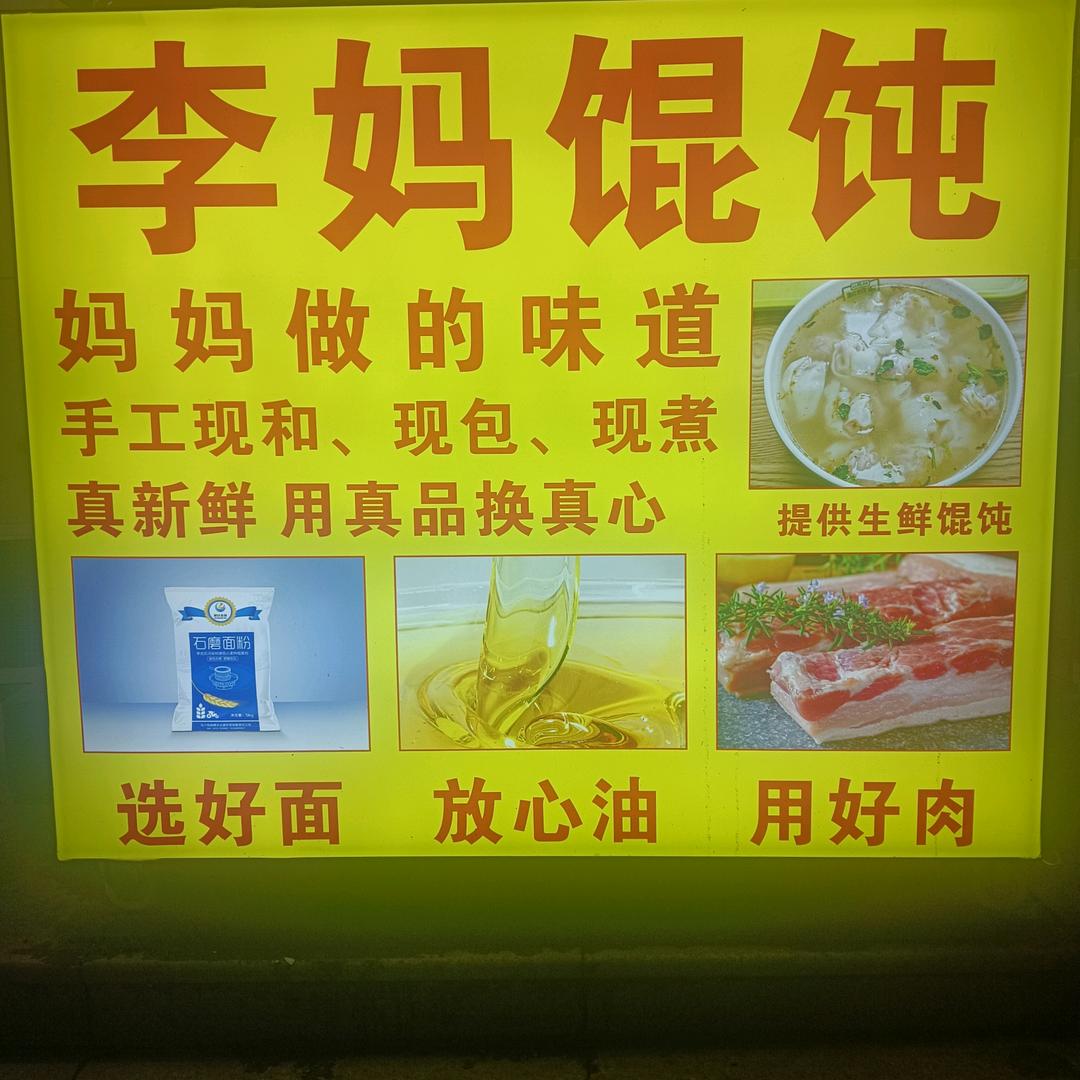 李妈馄饨
妈妈做的味道
手工现和、现包、现煮
真新鲜 用真品换真心
提供生鲜馄饨
石磨面粉
选好面 放心油 用好肉